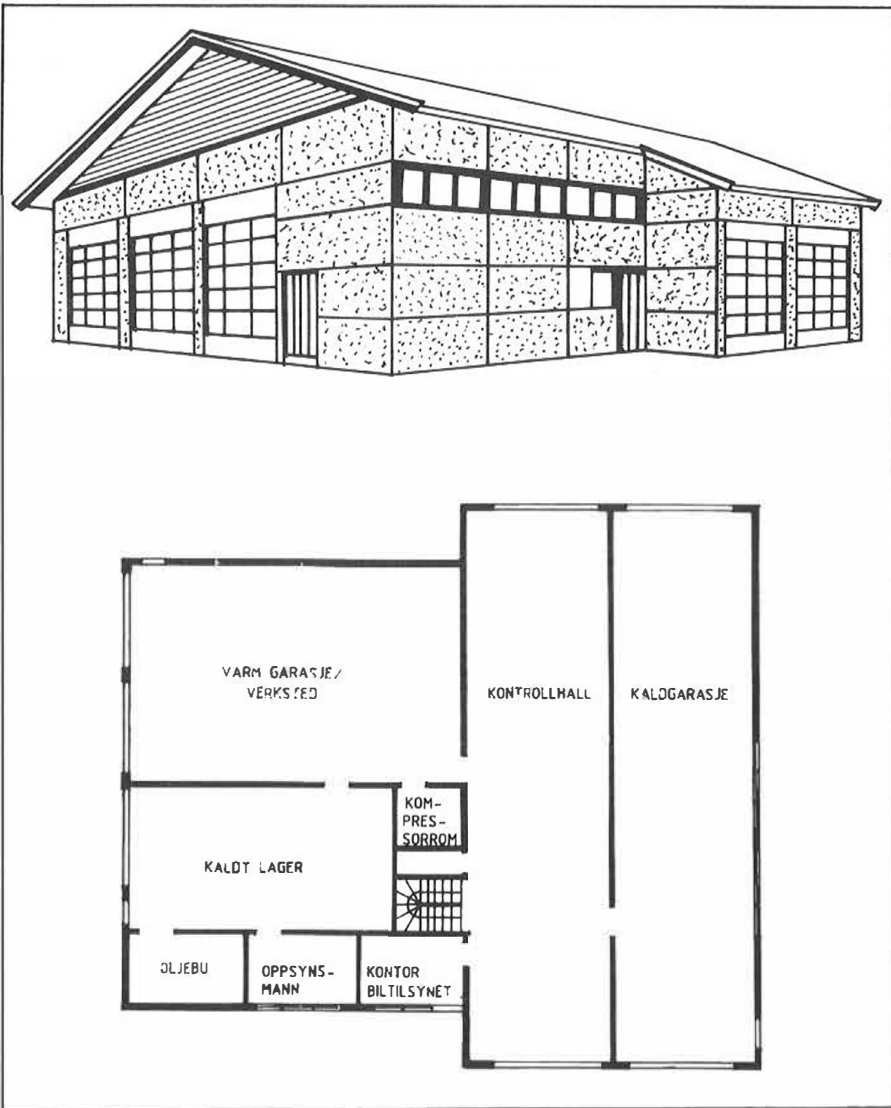 VARM GARASJE/
VERKSTED
KONTROLLHALL
KALDGARASJE
KOM-
PRES-
SORROM
KALDT LAGER
OLJEBU
OPPSYNS-
MANN
KONTOR
BILTILSYNET